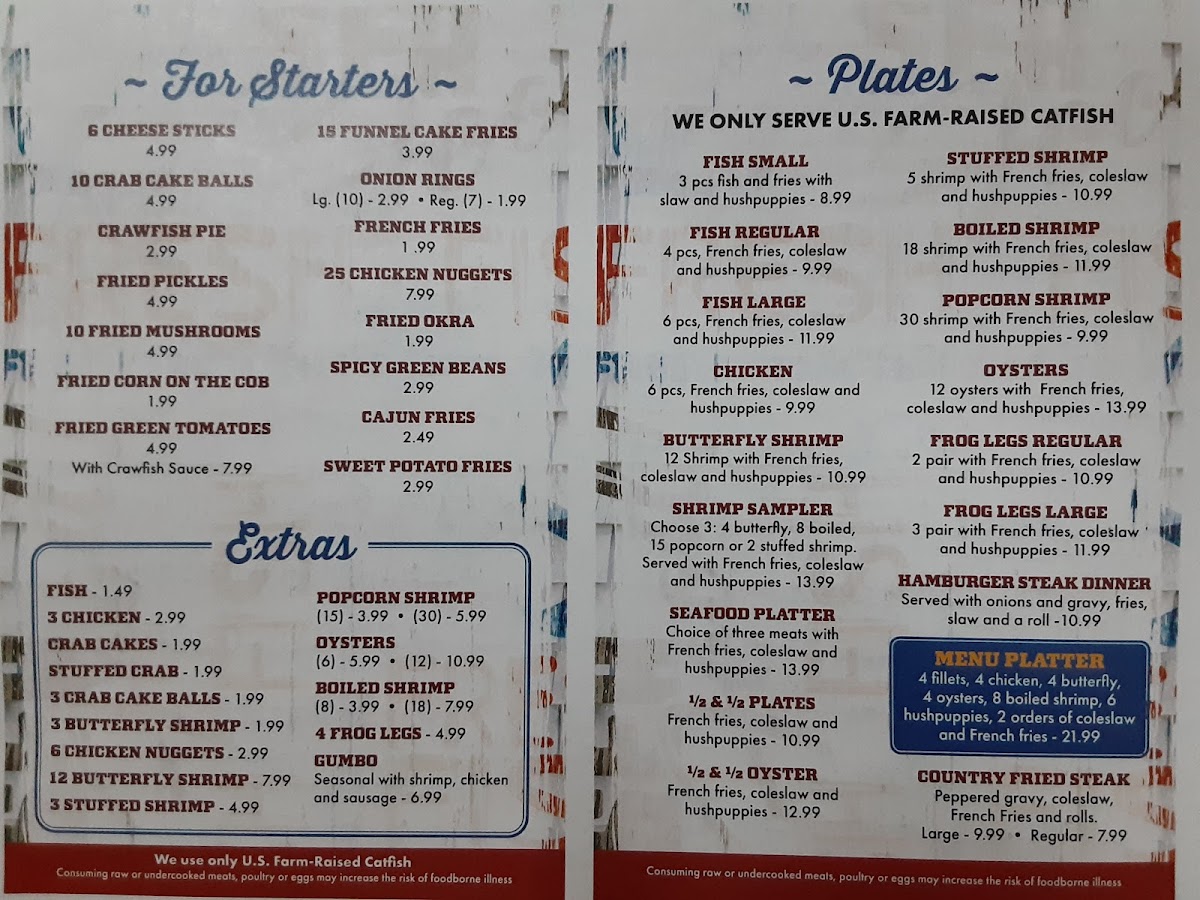 ~ For Starters ~
6 CHEESE STICKS
4.99
10 CRAB CAKE BALLS
4.99
CRAWFISH PIE
2.99
FRIED PICKLES
4.99
10 FRIED MUSHROOMS
4.99
FRIED CORN ON THE COB
1.99
FRIED GREEN TOMATOES
4.99
With Crawfish Sauce - 7.99
15 FUNNEL CAKE FRIES
3.99
ONION RINGS
Lg. (10) - 2.99 • Reg. (7) - 1.99
FRENCH FRIES
1.99
25 CHICKEN NUGGETS
7.99
FRIED OKRA
1.99
SPICY GREEN BEANS
2.99
CAJUN FRIES
2.49
SWEET POTATO FRIES
2.99
Extras
FISH - 1.49
3 CHICKEN - 2.99
CRAB CAKES - 1.99
STUFFED CRAB - 1.99
3 CRAB CAKE BALLS - 1.99
3 BUTTERFLY SHRIMP - 1.99
6 CHICKEN NUGGETS - 2.99
12 BUTTERFLY SHRIMP - 7.99
3 STUFFED SHRIMP - 4.99
POPCORN SHRIMP
(15) - 3.99 • (30) - 5.99
OYSTERS
(6) - 5.99 • (12) - 10.99
BOILED SHRIMP
(8) - 3.99 • (18) - 7.99
4 FROG LEGS - 4.99
GUMBO
Seasonal with shrimp, chicken
and sausage - 6.99
We use only U.S. Farm-Raised Catfish
Consuming raw or undercooked meats, poultry or eggs may increase the risk of foodborne illness
~ Plates ~
WE ONLY SERVE U.S. FARM-RAISED CATFISH
FISH SMALL
3 pcs fish and fries with
slaw and hushpuppies - 8.99
FISH REGULAR
4 pcs, French fries, coleslaw
and hushpuppies - 9.99
FISH LARGE
6 pcs, French fries, coleslaw
and hushpuppies - 11.99
CHICKEN
6 pcs, French fries, coleslaw and
hushpuppies - 9.99
BUTTERFLY SHRIMP
12 Shrimp with French fries,
coleslaw and hushpuppies - 10.99
SHRIMP SAMPLER
Choose 3: 4 butterfly, 8 boiled,
15 popcorn or 2 stuffed shrimp.
Served with French fries, coleslaw
and hushpuppies - 13.99
SEAFOOD PLATTER
Choice of three meats with
French fries, coleslaw and
hushpuppies - 13.99
½ & ½ PLATES
French fries, coleslaw and
hushpuppies - 10.99
½ & ½ OYSTER
French fries, coleslaw and
hushpuppies - 12.99
STUFFED SHRIMP
5 shrimp with French fries, coleslaw
and hushpuppies - 10.99
BOILED SHRIMP
18 shrimp with French fries, coleslaw
and hushpuppies - 11.99
POPCORN SHRIMP
30 shrimp with French fries, coleslaw
and hushpuppies - 9.99
OYSTERS
12 oysters with French fries,
coleslaw and hushpuppies - 13.99
FROG LEGS REGULAR
2 pair with French fries, coleslaw
and hushpuppies - 10.99
FROG LEGS LARGE
3 pair with French fries, coleslaw
and hushpuppies - 11.99
HAMBURGER STEAK DINNER
Served with onions and gravy, fries,
slaw and a roll -10.99
MENU PLATTER
4 fillets, 4 chicken, 4 butterfly,
4 oysters, 8 boiled shrimp, 6
hushpuppies, 2 orders of coleslaw
and French fries - 21.99
COUNTRY FRIED STEAK
Peppered gravy, coleslaw,
French Fries and rolls.
Large - 9.99 • Regular - 7.99
Consuming raw or undercooked meats, poultry or eggs may increase the risk of foodborne illness